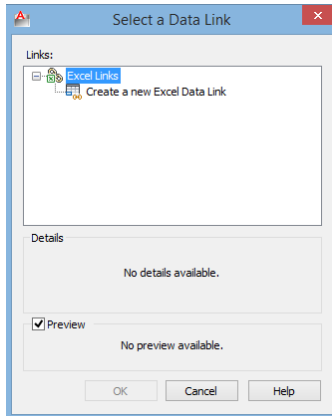 Select a Data Link
Links:
Excel Links
Create a new Excel Data Link
Details
No details available.
Preview
No preview available.
OK Cancel Help